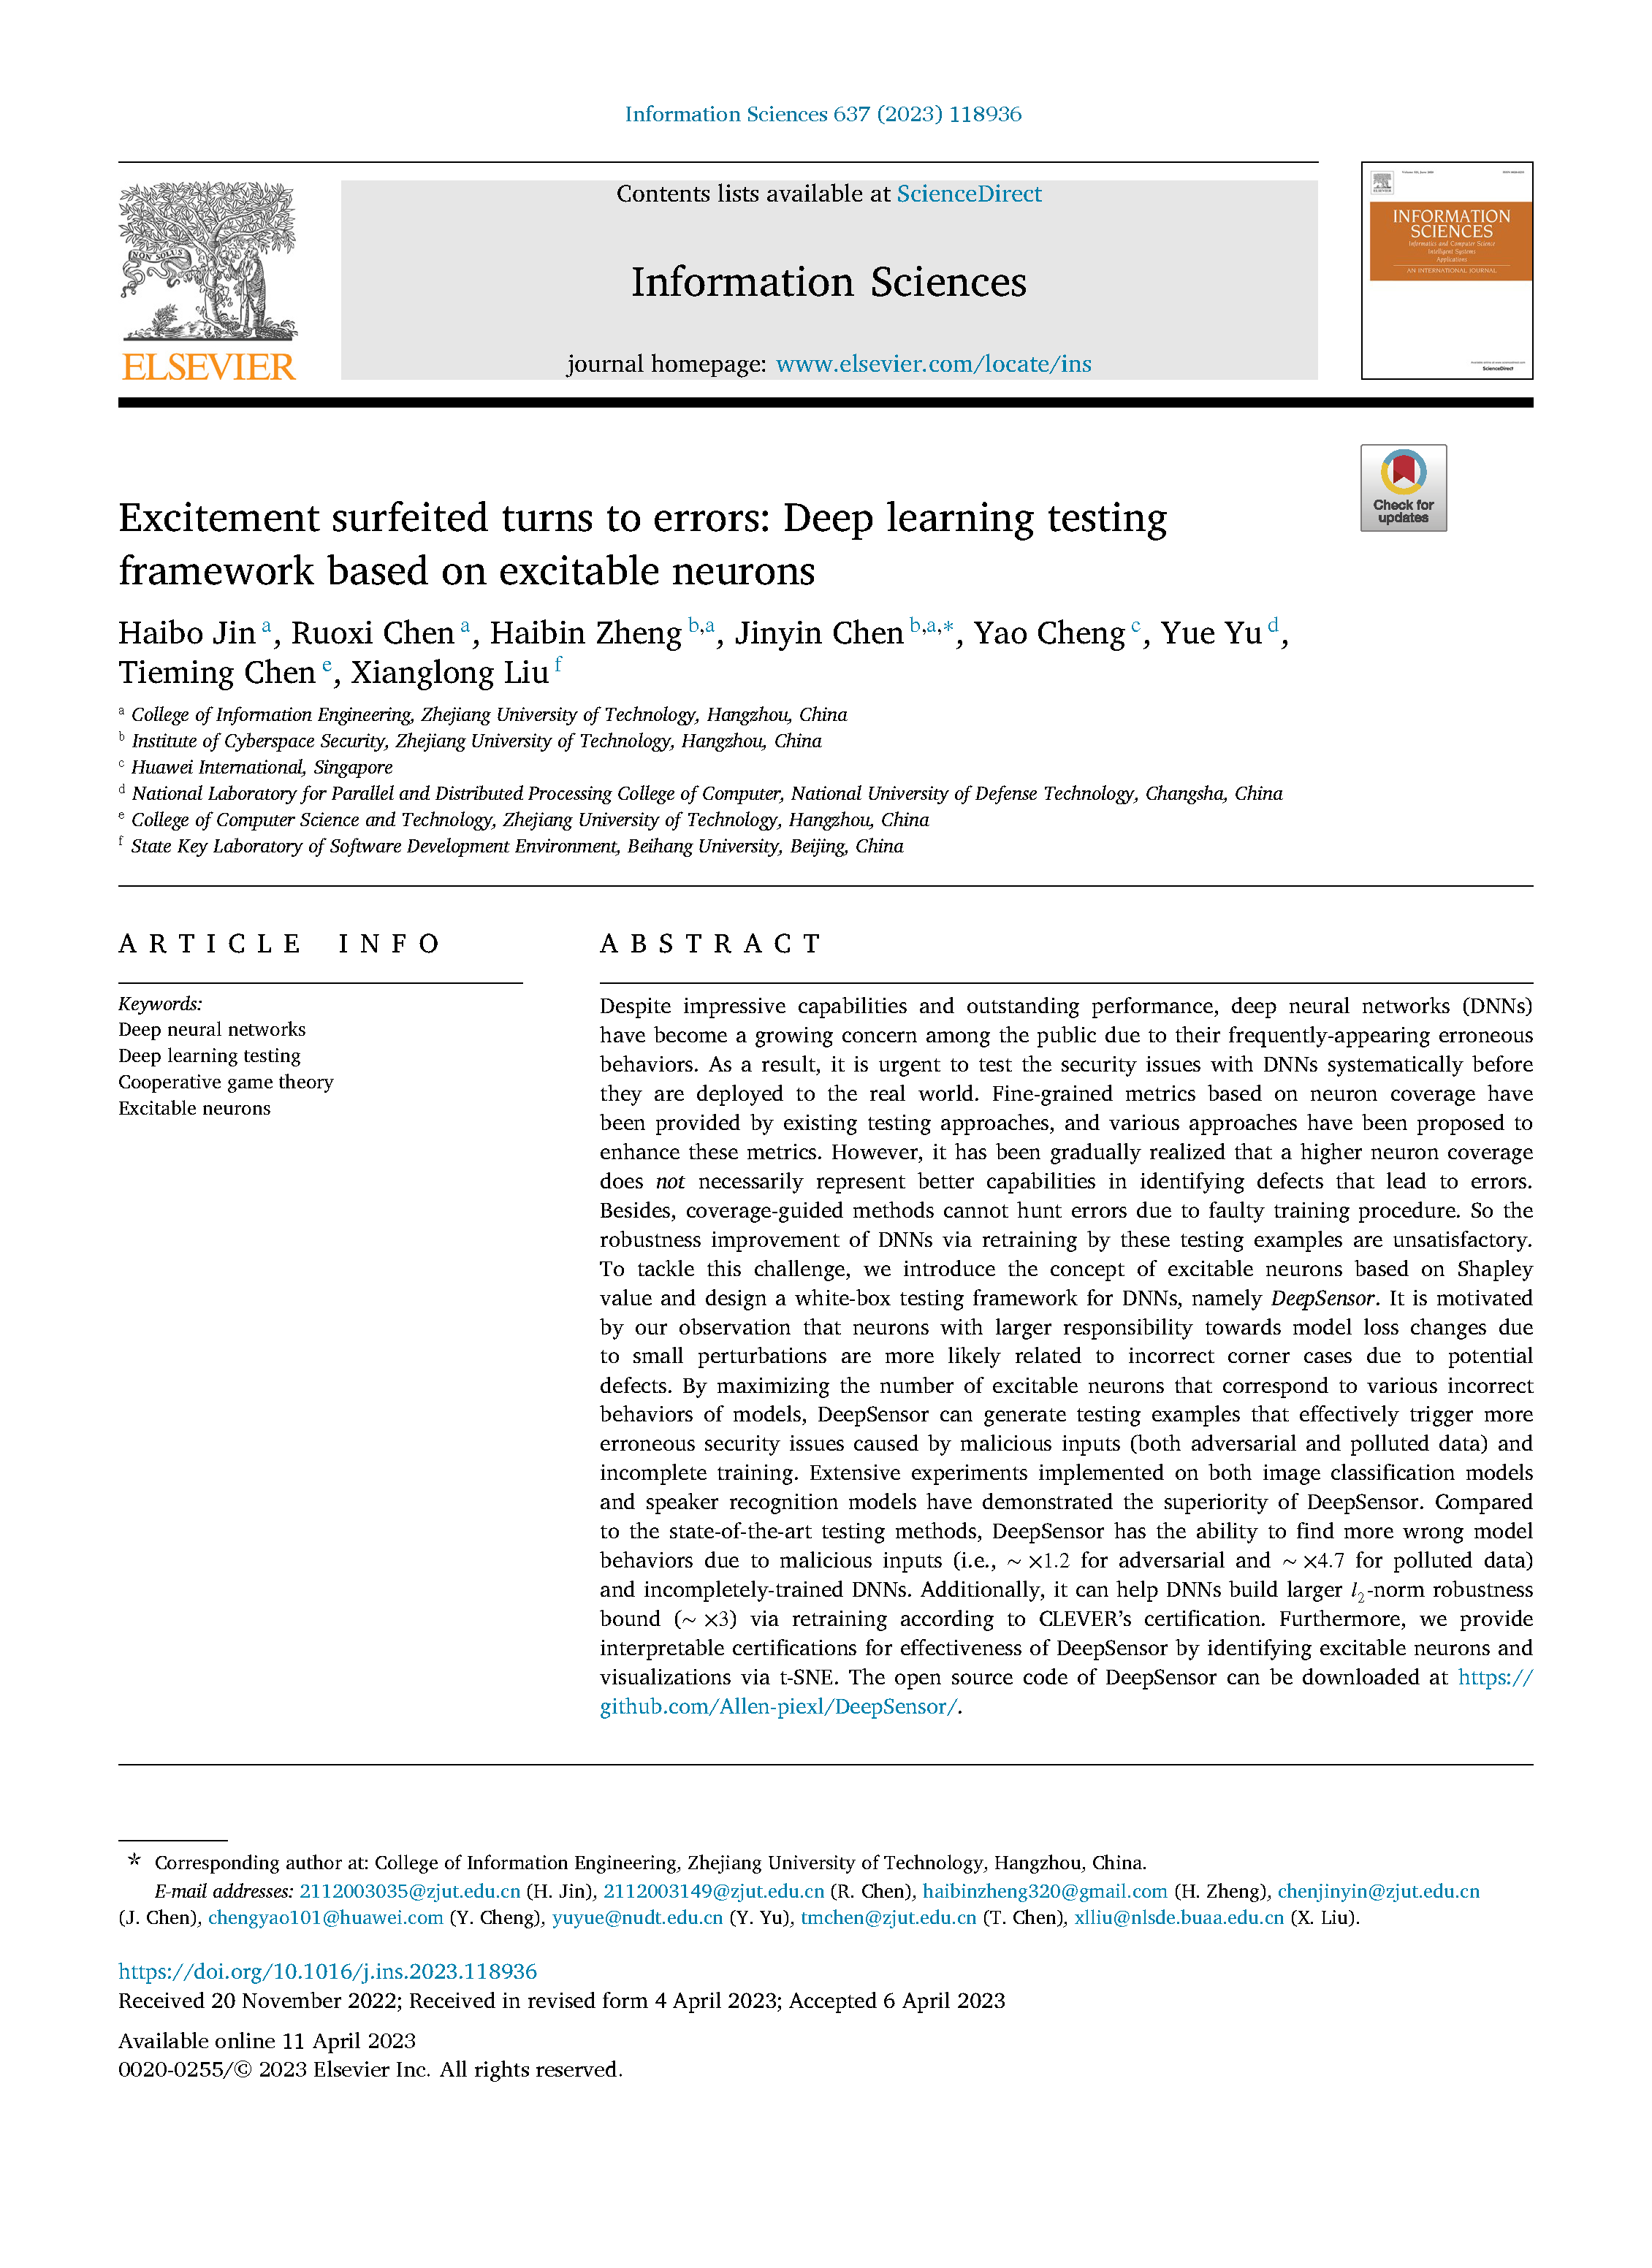 Information Sciences 637 (2023) 118936
Contents lists available at ScienceDirect
Information Sciences
journal homepage: www.elsevier.com/locate/ins
NON SOLUS
ELSEVIER
INFORMATION
SCIENCES
Informatics and Computer Science
Intelligent Systems
Applications
AN INTERNATIONAL JOURNAL
ScienceDirect
Check for
updates
Excitement surfeited turns to errors: Deep learning testing
framework based on excitable neurons
Haibo Jin a, Ruoxi Chen a, Haibin Zheng b,a, Jinyin Chen b,a,*, Yao Cheng c, Yue Yu d,
Tieming Chen e, Xianglong Liu f
a College of Information Engineering, Zhejiang University of Technology, Hangzhou, China
b Institute of Cyberspace Security, Zhejiang University of Technology, Hangzhou, China
c Huawei International, Singapore
d National Laboratory for Parallel and Distributed Processing College of Computer, National University of Defense Technology, Changsha, China
e College of Computer Science and Technology, Zhejiang University of Technology, Hangzhou, China
f State Key Laboratory of Software Development Environment, Beihang University, Beijing, China
ARTICLE INFO
Keywords:
Deep neural networks
Deep learning testing
Cooperative game theory
Excitable neurons
ABSTRACT
Despite impressive capabilities and outstanding performance, deep neural networks (DNNs)
have become a growing concern among the public due to their frequently-appearing erroneous
behaviors. As a result, it is urgent to test the security issues with DNNs systematically before
they are deployed to the real world. Fine-grained metrics based on neuron coverage have
been provided by existing testing approaches, and various approaches have been proposed to
enhance these metrics. However, it has been gradually realized that a higher neuron coverage
does not necessarily represent better capabilities in identifying defects that lead to errors.
Besides, coverage-guided methods cannot hunt errors due to faulty training procedure. So the
robustness improvement of DNNs via retraining by these testing examples are unsatisfactory.
To tackle this challenge, we introduce the concept of excitable neurons based on Shapley
value and design a white-box testing framework for DNNs, namely DeepSensor. It is motivated
by our observation that neurons with larger responsibility towards model loss changes due
to small perturbations are more likely related to incorrect corner cases due to potential
defects. By maximizing the number of excitable neurons that correspond to various incorrect
behaviors of models, DeepSensor can generate testing examples that effectively trigger more
erroneous security issues caused by malicious inputs (both adversarial and polluted data) and
incomplete training. Extensive experiments implemented on both image classification models
and speaker recognition models have demonstrated the superiority of DeepSensor. Compared
to the state-of-the-art testing methods, DeepSensor has the ability to find more wrong model
behaviors due to malicious inputs (i.e., ∼ ×1.2 for adversarial and ∼ ×4.7 for polluted data)
and incompletely-trained DNNs. Additionally, it can help DNNs build larger l2-norm robustness
bound (∼ ×3) via retraining according to CLEVER's certification. Furthermore, we provide
interpretable certifications for effectiveness of DeepSensor by identifying excitable neurons and
visualizations via t-SNE. The open source code of DeepSensor can be downloaded at https://
github.com/Allen-piexl/DeepSensor/.
* Corresponding author at: College of Information Engineering, Zhejiang University of Technology, Hangzhou, China.
E-mail addresses: 2112003035@zjut.edu.cn (H. Jin), 2112003149@zjut.edu.cn (R. Chen), haibinzheng320@gmail.com (H. Zheng), chenjinyin@zjut.edu.cn
(J. Chen), chengyao101@huawei.com (Y. Cheng), yuyue@nudt.edu.cn (Y. Yu), tmchen@zjut.edu.cn (T. Chen), xlliu@nlsde.buaa.edu.cn (X. Liu).
https://doi.org/10.1016/j.ins.2023.118936
Received 20 November 2022; Received in revised form 4 April 2023; Accepted 6 April 2023
Available online 11 April 2023
0020-0255/© 2023 Elsevier Inc. All rights reserved.